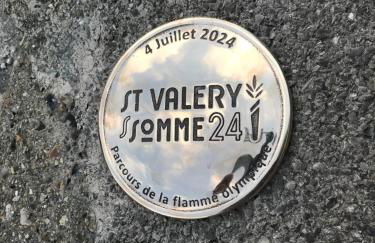 4 Juillet 2024
ST VALERY
SSOMME 24
Parcours de la flamme olympique